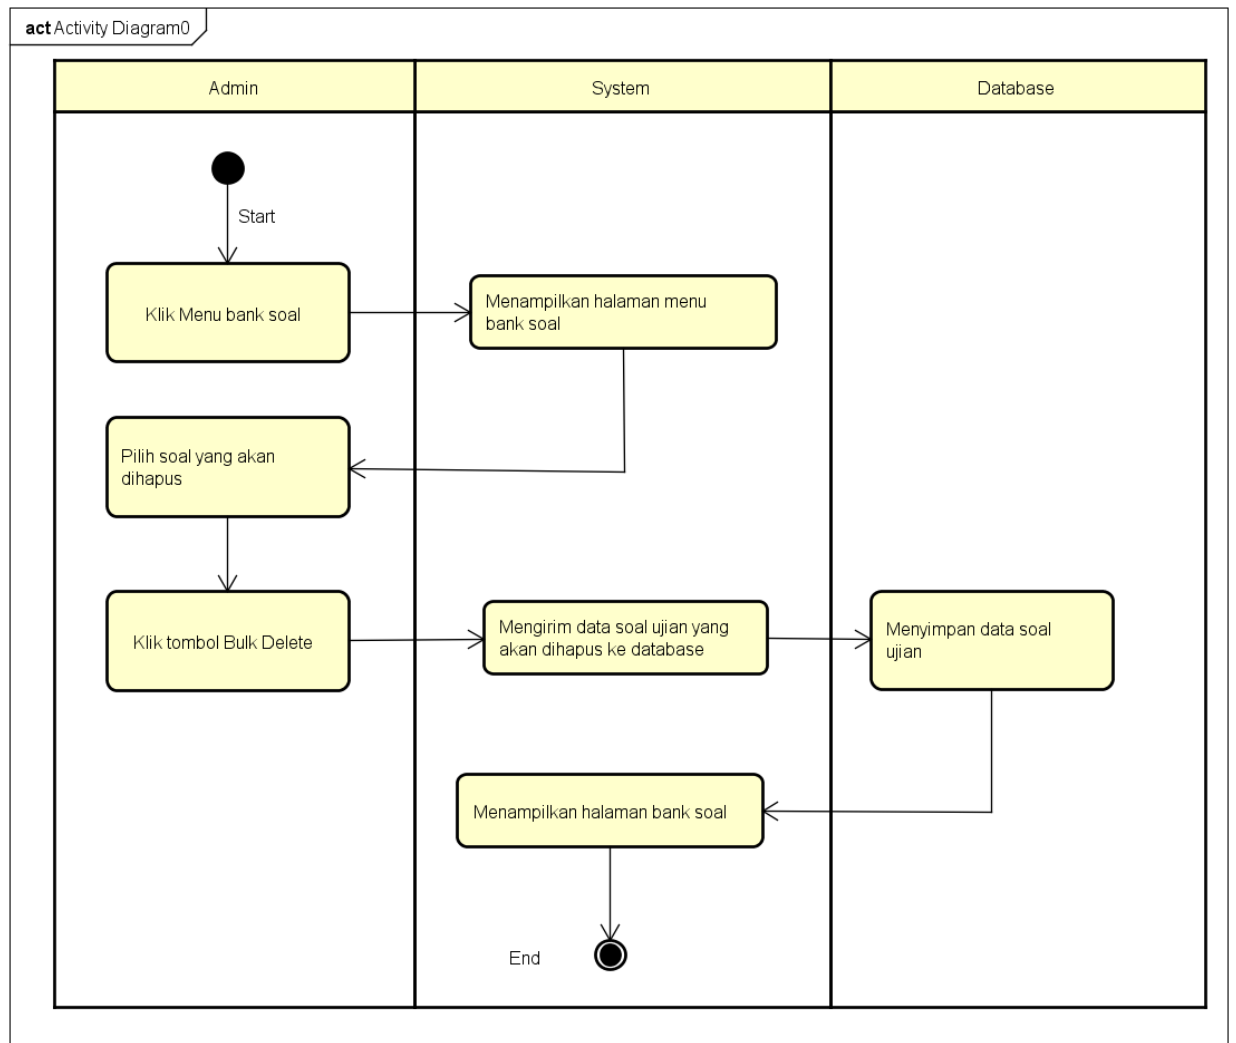 act Activity Diagram0
Admin
System
Database
Start
Klik Menu bank soal
Menampilkan halaman menu
bank soal
Pilih soal yang akan
dihapus
Klik tombol Bulk Delete
Mengirim data soal ujian yang
akan dihapus ke database
Menyimpan data soal
ujian
Menampilkan halaman bank soal
End